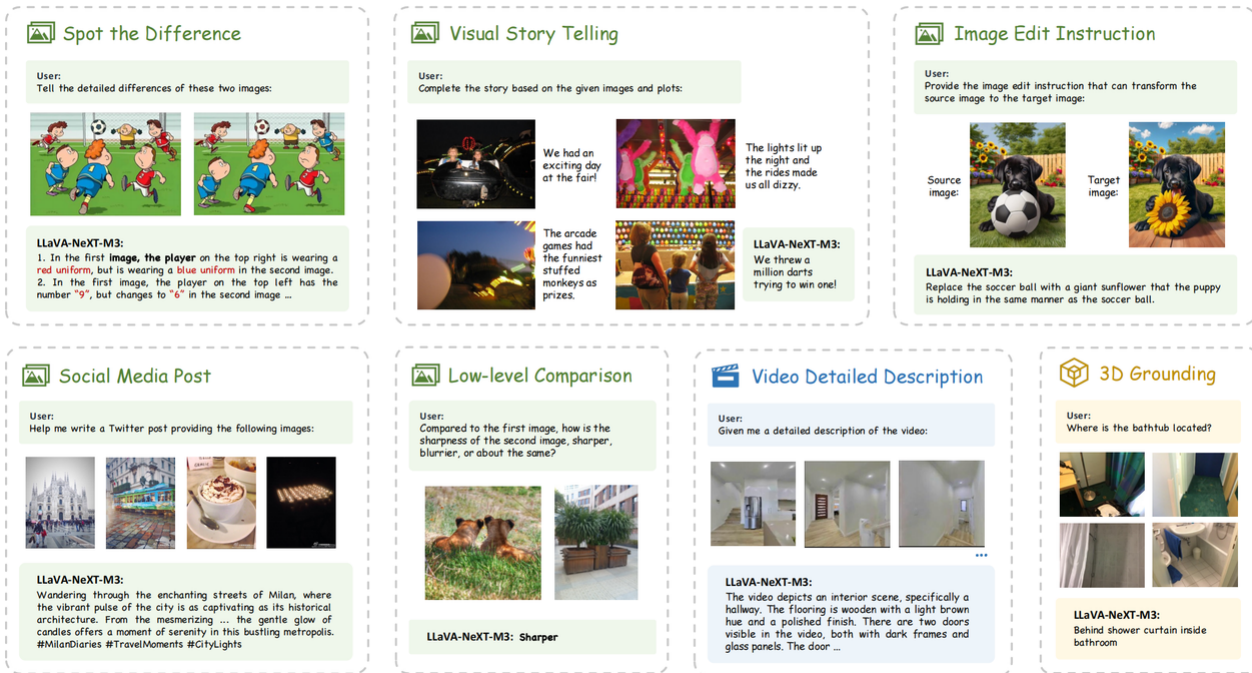 Spot the Difference
User:
Tell the detailed differences of these two images:
LLaVA-NeXT-M3:
1. In the first image, the player on the top right is wearing a
red uniform, but is wearing a blue uniform in the second image.
2. In the first image, the player on the top left has the
number "9", but changes to "6" in the second image ...
Visual Story Telling
User:
Complete the story based on the given images and plots:
We had an
exciting day
at the fair!
The lights lit up
the night and
the rides made
us all dizzy.
The arcade
games had
the funniest
stuffed
monkeys as
prizes.
LLaVA-NeXT-M3:
We threw a
million darts
trying to win one!
Image Edit Instruction
User:
Provide the image edit instruction that can transform the
source image to the target image:
Source
image:
Target
image:
LLaVA-NeXT-M3:
Replace the soccer ball with a giant sunflower that the puppy
is holding in the same manner as the soccer ball.
Social Media Post
User:
Help me write a Twitter post providing the following images:
LLaVA-NeXT-M3:
Wandering through the enchanting streets of Milan, where
the vibrant pulse of the city is as captivating as its historical
architecture. From the mesmerizing ... the gentle glow of
candles offers a moment of serenity in this bustling metropolis.
#MilanDiaries #TravelMoments #CityLights
Low-level Comparison
User:
Compared to the first image, how is the
sharpness of the second image, sharper,
blurrier, or about the same?
LLaVA-NeXT-M3: Sharper
Video Detailed Description
User:
Given me a detailed description of the video:
...
LLaVA-NeXT-M3:
The video depicts an interior scene, specifically a
hallway. The flooring is wooden with a light brown
hue and a polished finish. There are two doors
visible in the video, both with dark frames and
glass panels. The door ...
3D Grounding
User:
Where is the bathtub located?
LLaVA-NeXT-M3:
Behind shower curtain inside
bathroom